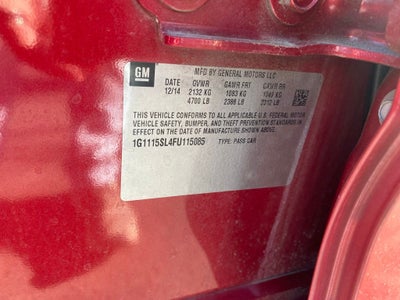 GM
MFD BY GENERAL MOTORS LLC
DATE GVWR GAWR FRT GAWR RR
12/14 2132 KG 1083 KG 1049 KG
4700 LB 2388 LB 2312 LB
THIS VEHICLE CONFORMS TO ALL APPLICABLE U.S. FEDERAL MOTOR
VEHICLE SAFETY, BUMPER, AND THEFT PREVENTION STANDARDS
IN EFFECT ON THE DATE OF MANUFACTURE SHOWN ABOVE.
1G1115SL4FU115085 TYPE: PASS CAR